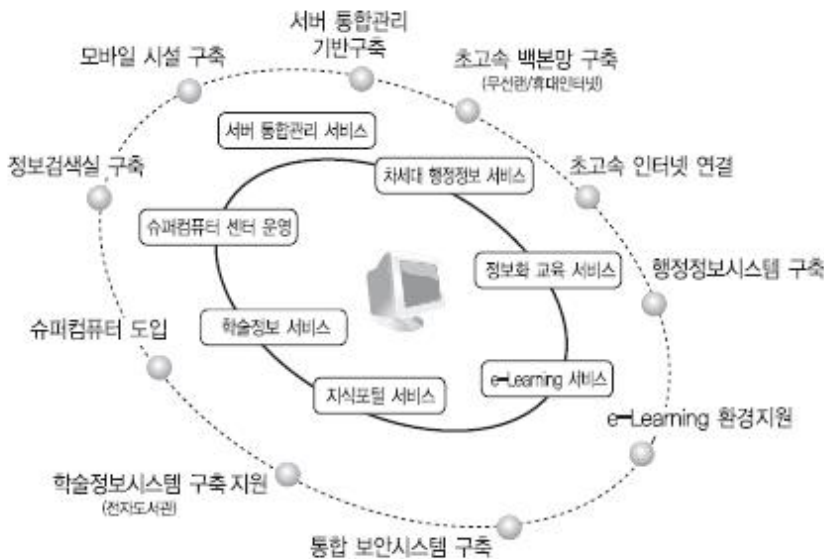 서버 통합관리
기반구축
모바일 시설 구축
초고속 백본망 구축
(무선랜/휴대인터넷)
서버 통합관리 서비스
정보검색실 구축
차세대 행정정보 서비스
초고속 인터넷 연결
슈퍼컴퓨터 센터 운영
정보화 교육 서비스
행정정보시스템 구축
슈퍼컴퓨터 도입
학술정보 서비스
지식포털 서비스
e-Learning 서비스
e-Learning 환경지원
학술정보시스템 구축 지원
(전자도서관)
통합 보안시스템 구축